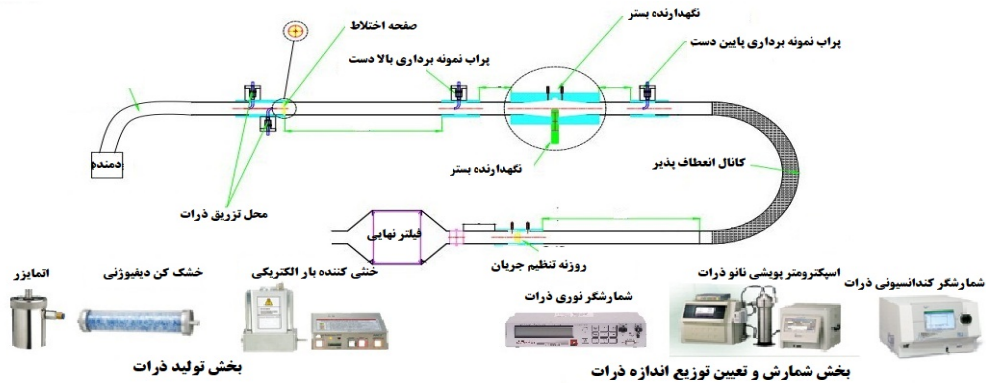 نگهدارنده بستر
صفحه اختلاط
پراب نمونه برداری بالا دست
پراب نمونه برداری پایین دست
دمنده
محل تزریق ذرات
نگهدارنده بستر
کانال انعطاف پذیر
فیلتر نهایی
روزنه تنظیم جریان
اتمایزر
خشک کن دیفیوژنی
خنثی کننده بار الکتریکی
شمارشگر نوری ذرات
اسپکترومتر پویشی نانو ذرات
شمارشگر کندانسیونی ذرات
بخش تولید ذرات
بخش شمارش و تعیین توزیع اندازه ذرات